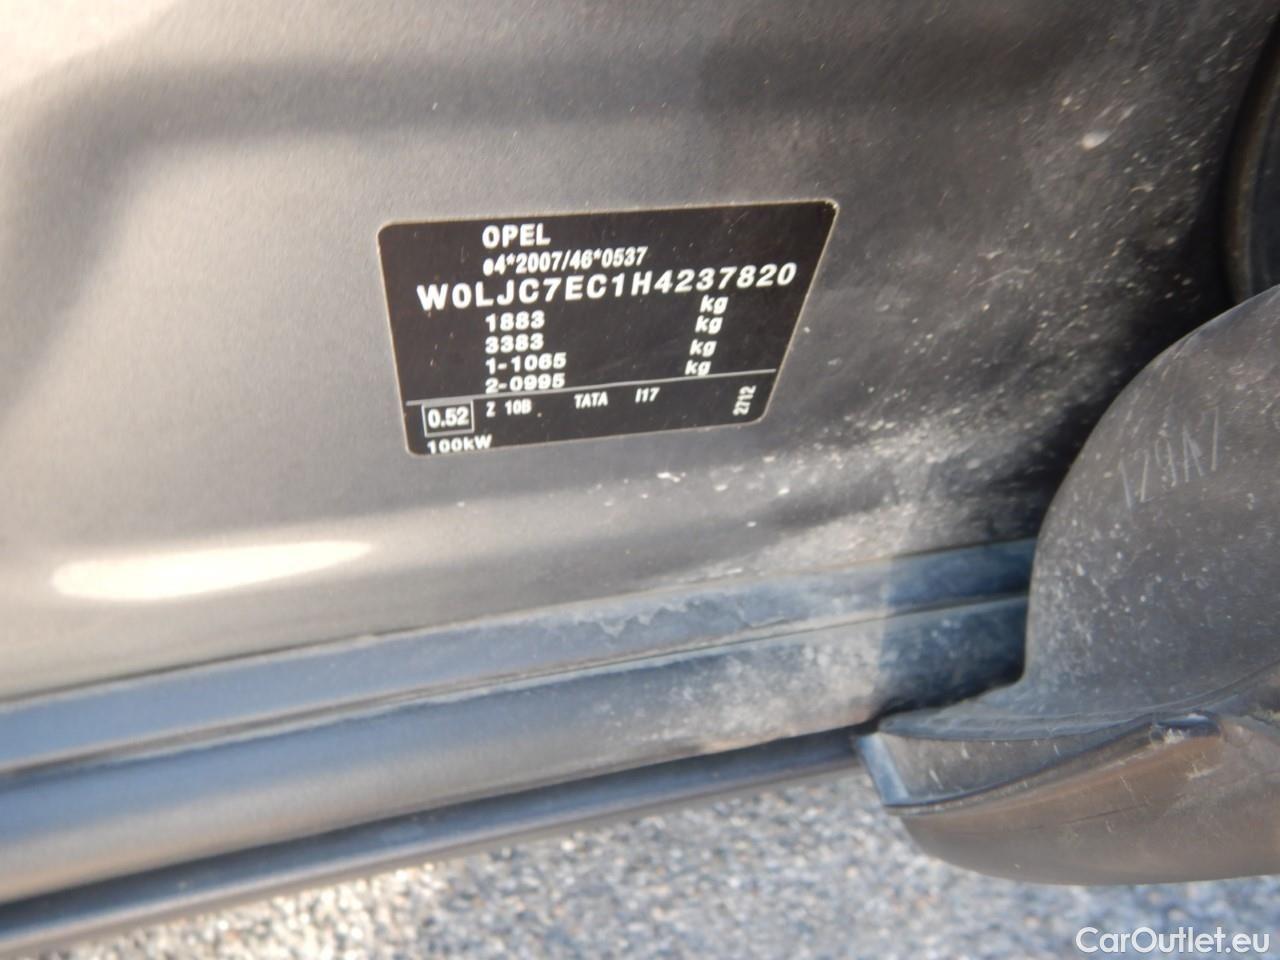 OPEL
e4*2007/46*0537
W0LJC7EC1H4237820
1883 kg
3383 kg
1-1065 kg
2-0995 kg
0.52 Z 10B TATA I17 2712
100kW
129A7
CarOutlet.eu